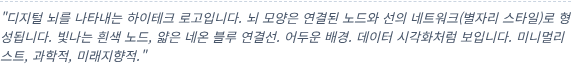 "디지털 뇌를 나타내는 하이테크 로고입니다. 뇌 모양은 연결된 노드와 선의 네트워크(별자리 스타일)로 형
성됩니다. 빛나는 흰색 노드, 얇은 네온 블루 연결선. 어두운 배경. 데이터 시각화처럼 보입니다. 미니멀리
스트, 과학적, 미래지향적."